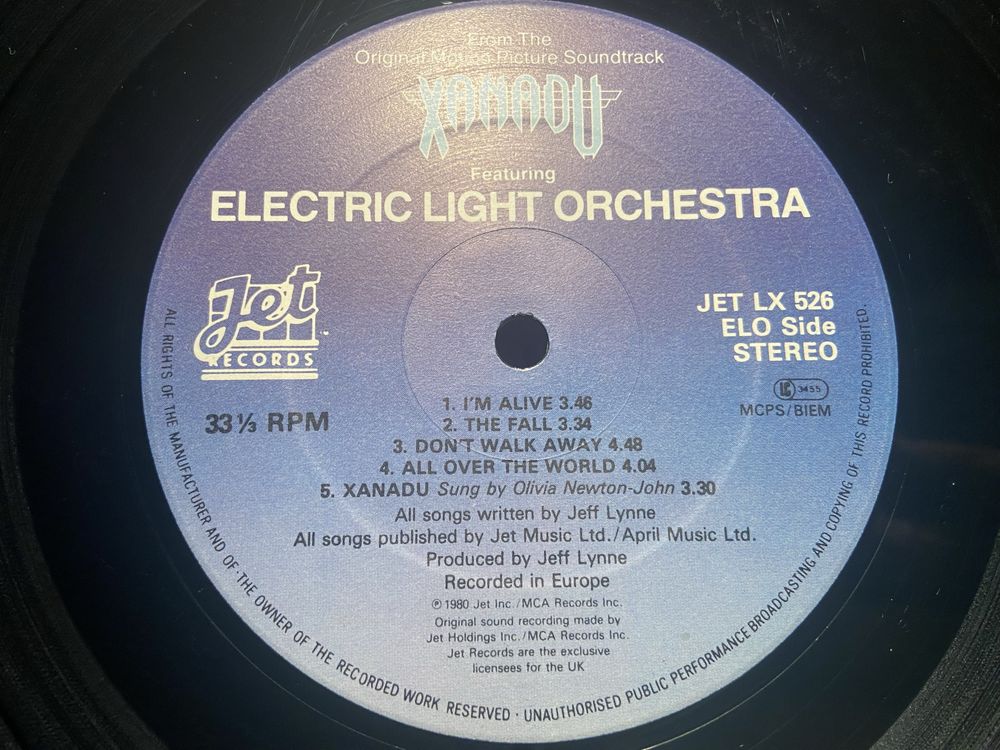 From The
Original Motion Picture Soundtrack
XANADU
Featuring
ELECTRIC LIGHT ORCHESTRA
Jet
RECORDS
JET LX 526
ELO Side
STEREO
LC 3455
MCPS/BIEM
33⅓ RPM
1. I'M ALIVE 3.46
2. THE FALL 3.34
3. DON'T WALK AWAY 4.48
4. ALL OVER THE WORLD 4.04
5. XANADU Sung by Olivia Newton-John 3.30
All songs written by Jeff Lynne
All songs published by Jet Music Ltd./April Music Ltd.
Produced by Jeff Lynne
Recorded in Europe
℗ 1980 Jet Inc./MCA Records Inc.
Original sound recording made by
Jet Holdings Inc./MCA Records Inc.
Jet Records are the exclusive
licensees for the UK
ALL RIGHTS OF THE MANUFACTURER AND OF THE OWNER OF THE RECORDED WORK RESERVED · UNAUTHORISED PUBLIC PERFORMANCE BROADCASTING AND COPYING OF THIS RECORD PROHIBITED.